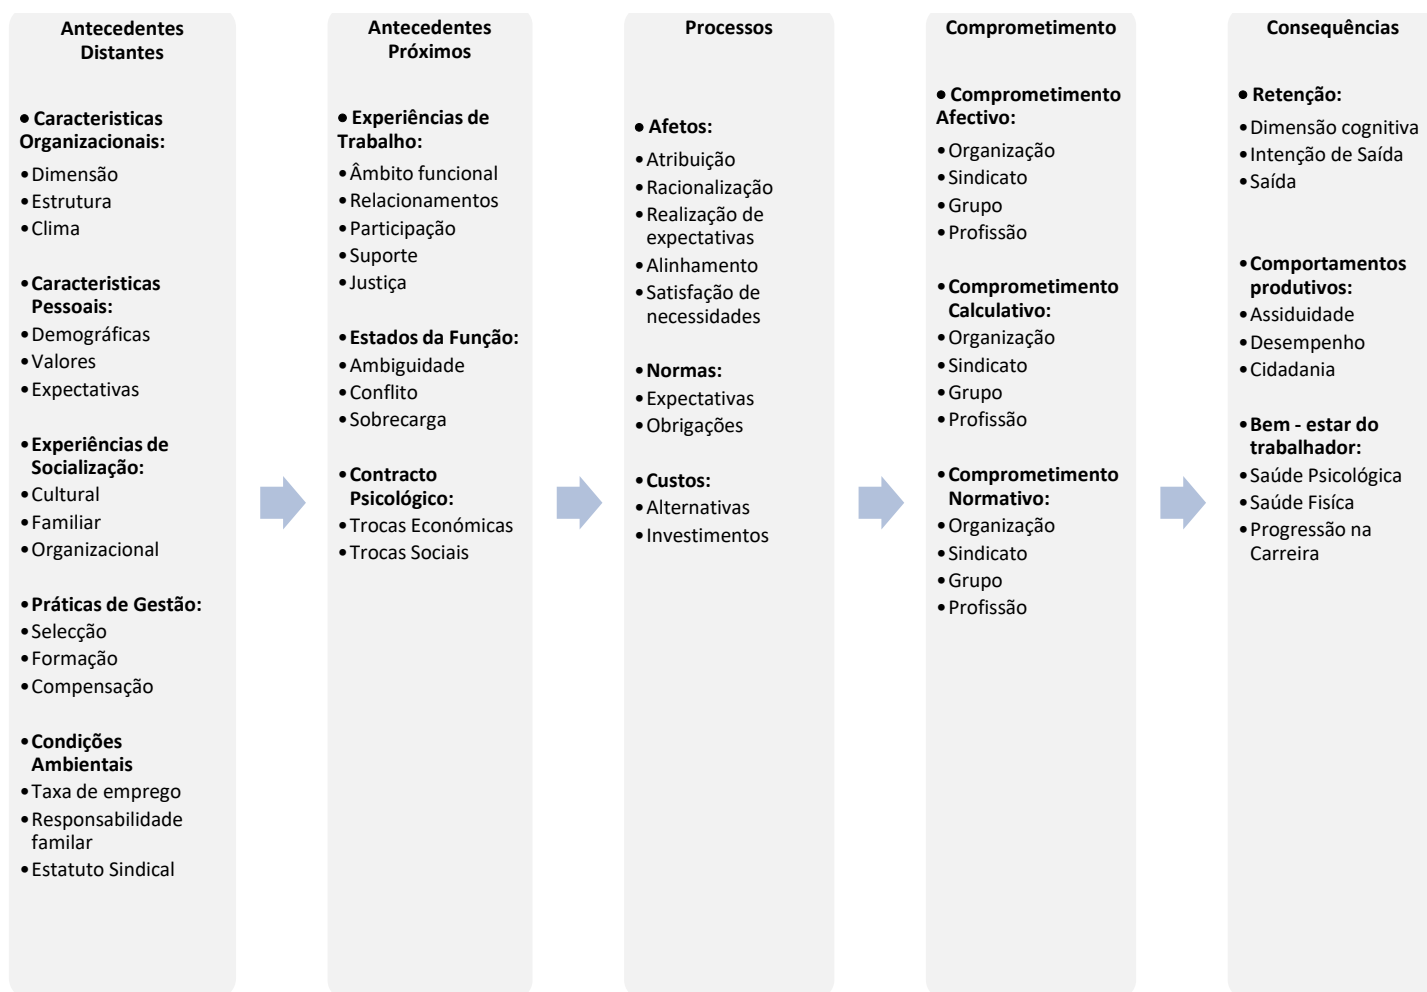 Antecedentes
Distantes
• Caracteristicas
Organizacionais:
• Dimensão
• Estrutura
• Clima
• Caracteristicas
Pessoais:
• Demográficas
• Valores
• Expectativas
• Experiências de
Socialização:
• Cultural
• Familiar
• Organizacional
• Práticas de Gestão:
• Selecção
• Formação
• Compensação
• Condições
Ambientais
• Taxa de emprego
• Responsabilidade
familar
• Estatuto Sindical
Antecedentes
Próximos
• Experiências de
Trabalho:
• Âmbito funcional
• Relacionamentos
• Participação
• Suporte
• Justiça
• Estados da Função:
• Ambiguidade
• Conflito
• Sobrecarga
• Contracto
Psicológico:
• Trocas Económicas
• Trocas Sociais
Processos
• Afetos:
• Atribuição
• Racionalização
• Realização de
expectativas
• Alinhamento
• Satisfação de
necessidades
• Normas:
• Expectativas
• Obrigações
• Custos:
• Alternativas
• Investimentos
Comprometimento
• Comprometimento
Afectivo:
• Organização
• Sindicato
• Grupo
• Profissão
• Comprometimento
Calculativo:
• Organização
• Sindicato
• Grupo
• Profissão
• Comprometimento
Normativo:
• Organização
• Sindicato
• Grupo
• Profissão
Consequências
• Retenção:
• Dimensão cognitiva
• Intenção de Saída
• Saída
• Comportamentos
produtivos:
• Assiduidade
• Desempenho
• Cidadania
• Bem - estar do
trabalhador:
• Saúde Psicológica
• Saúde Fisíca
• Progressão na
Carreira